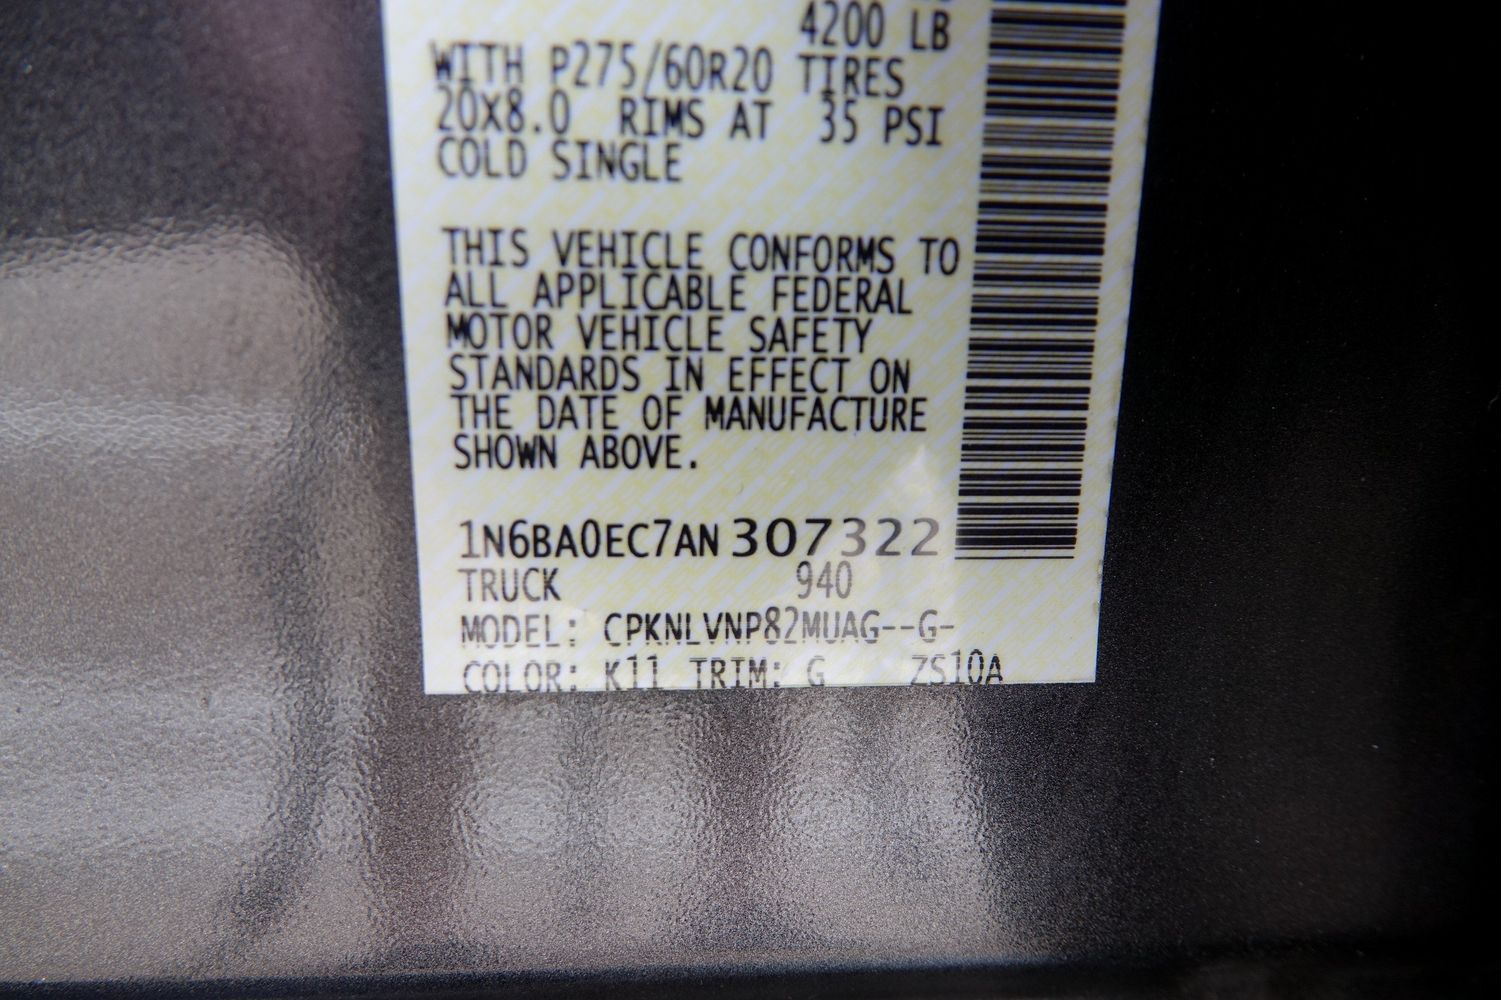 4200 LB
WITH P275/60R20 TIRES
20X8.0 RIMS AT 35 PSI
COLD SINGLE
THIS VEHICLE CONFORMS TO
ALL APPLICABLE FEDERAL
MOTOR VEHICLE SAFETY
STANDARDS IN EFFECT ON
THE DATE OF MANUFACTURE
SHOWN ABOVE.
1N6BA0EC7AN307322
TRUCK 940
MODEL: CPKNLVNP82MUAG--G-
COLOR: K11 TRIM: G ZS10A